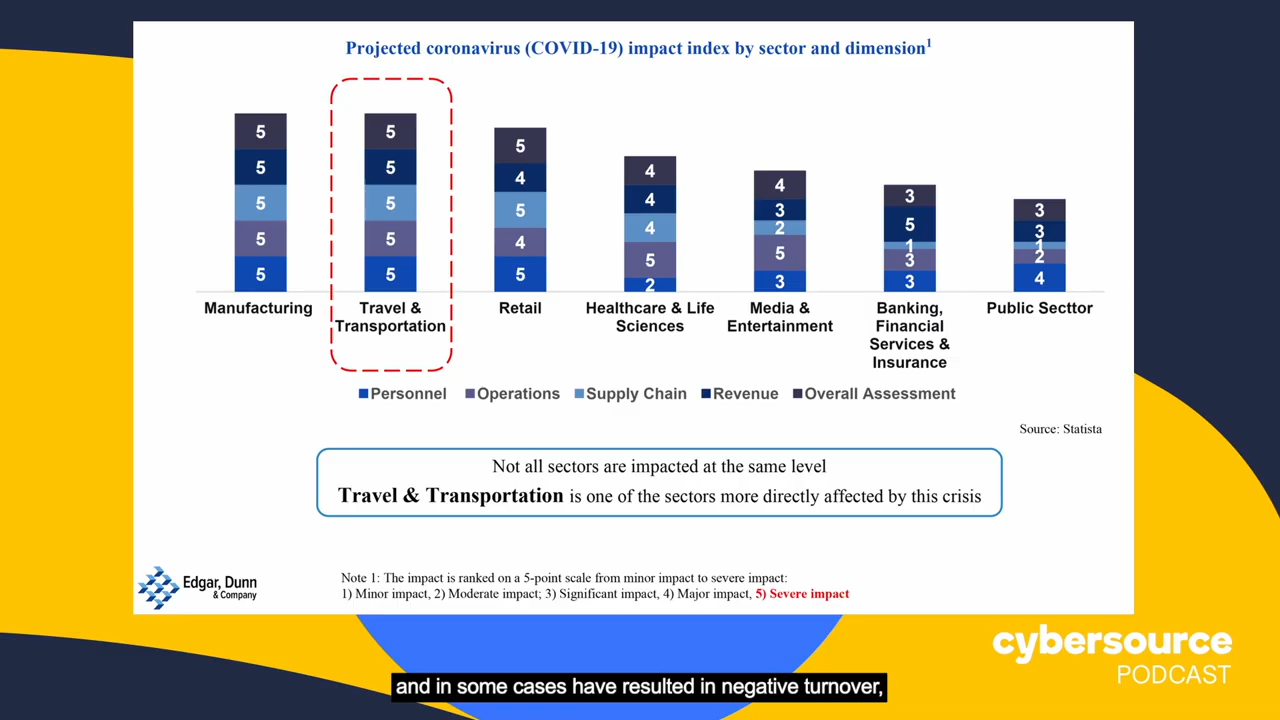 Projected coronavirus (COVID-19) impact index by sector and dimension1
5 5 5 4 4 3 3
5 5 4 4 3 5 3
5 5 5 4 2 1 1
5 5 4 5 5 3 2
5 5 5 2 3 3 4
Manufacturing
Travel &
Transportation
Retail
Healthcare & Life
Sciences
Media &
Entertainment
Banking,
Financial
Services &
Insurance
Public Secttor
Personnel Operations Supply Chain Revenue Overall Assessment
Source: Statista
Not all sectors are impacted at the same level
Travel & Transportation is one of the sectors more directly affected by this crisis
Edgar, Dunn
& Company
Note 1: The impact is ranked on a 5-point scale from minor impact to severe impact:
1) Minor impact, 2) Moderate impact; 3) Significant impact, 4) Major impact, 5) Severe impact
cybersource
PODCAST
and in some cases have resulted in negative turnover,